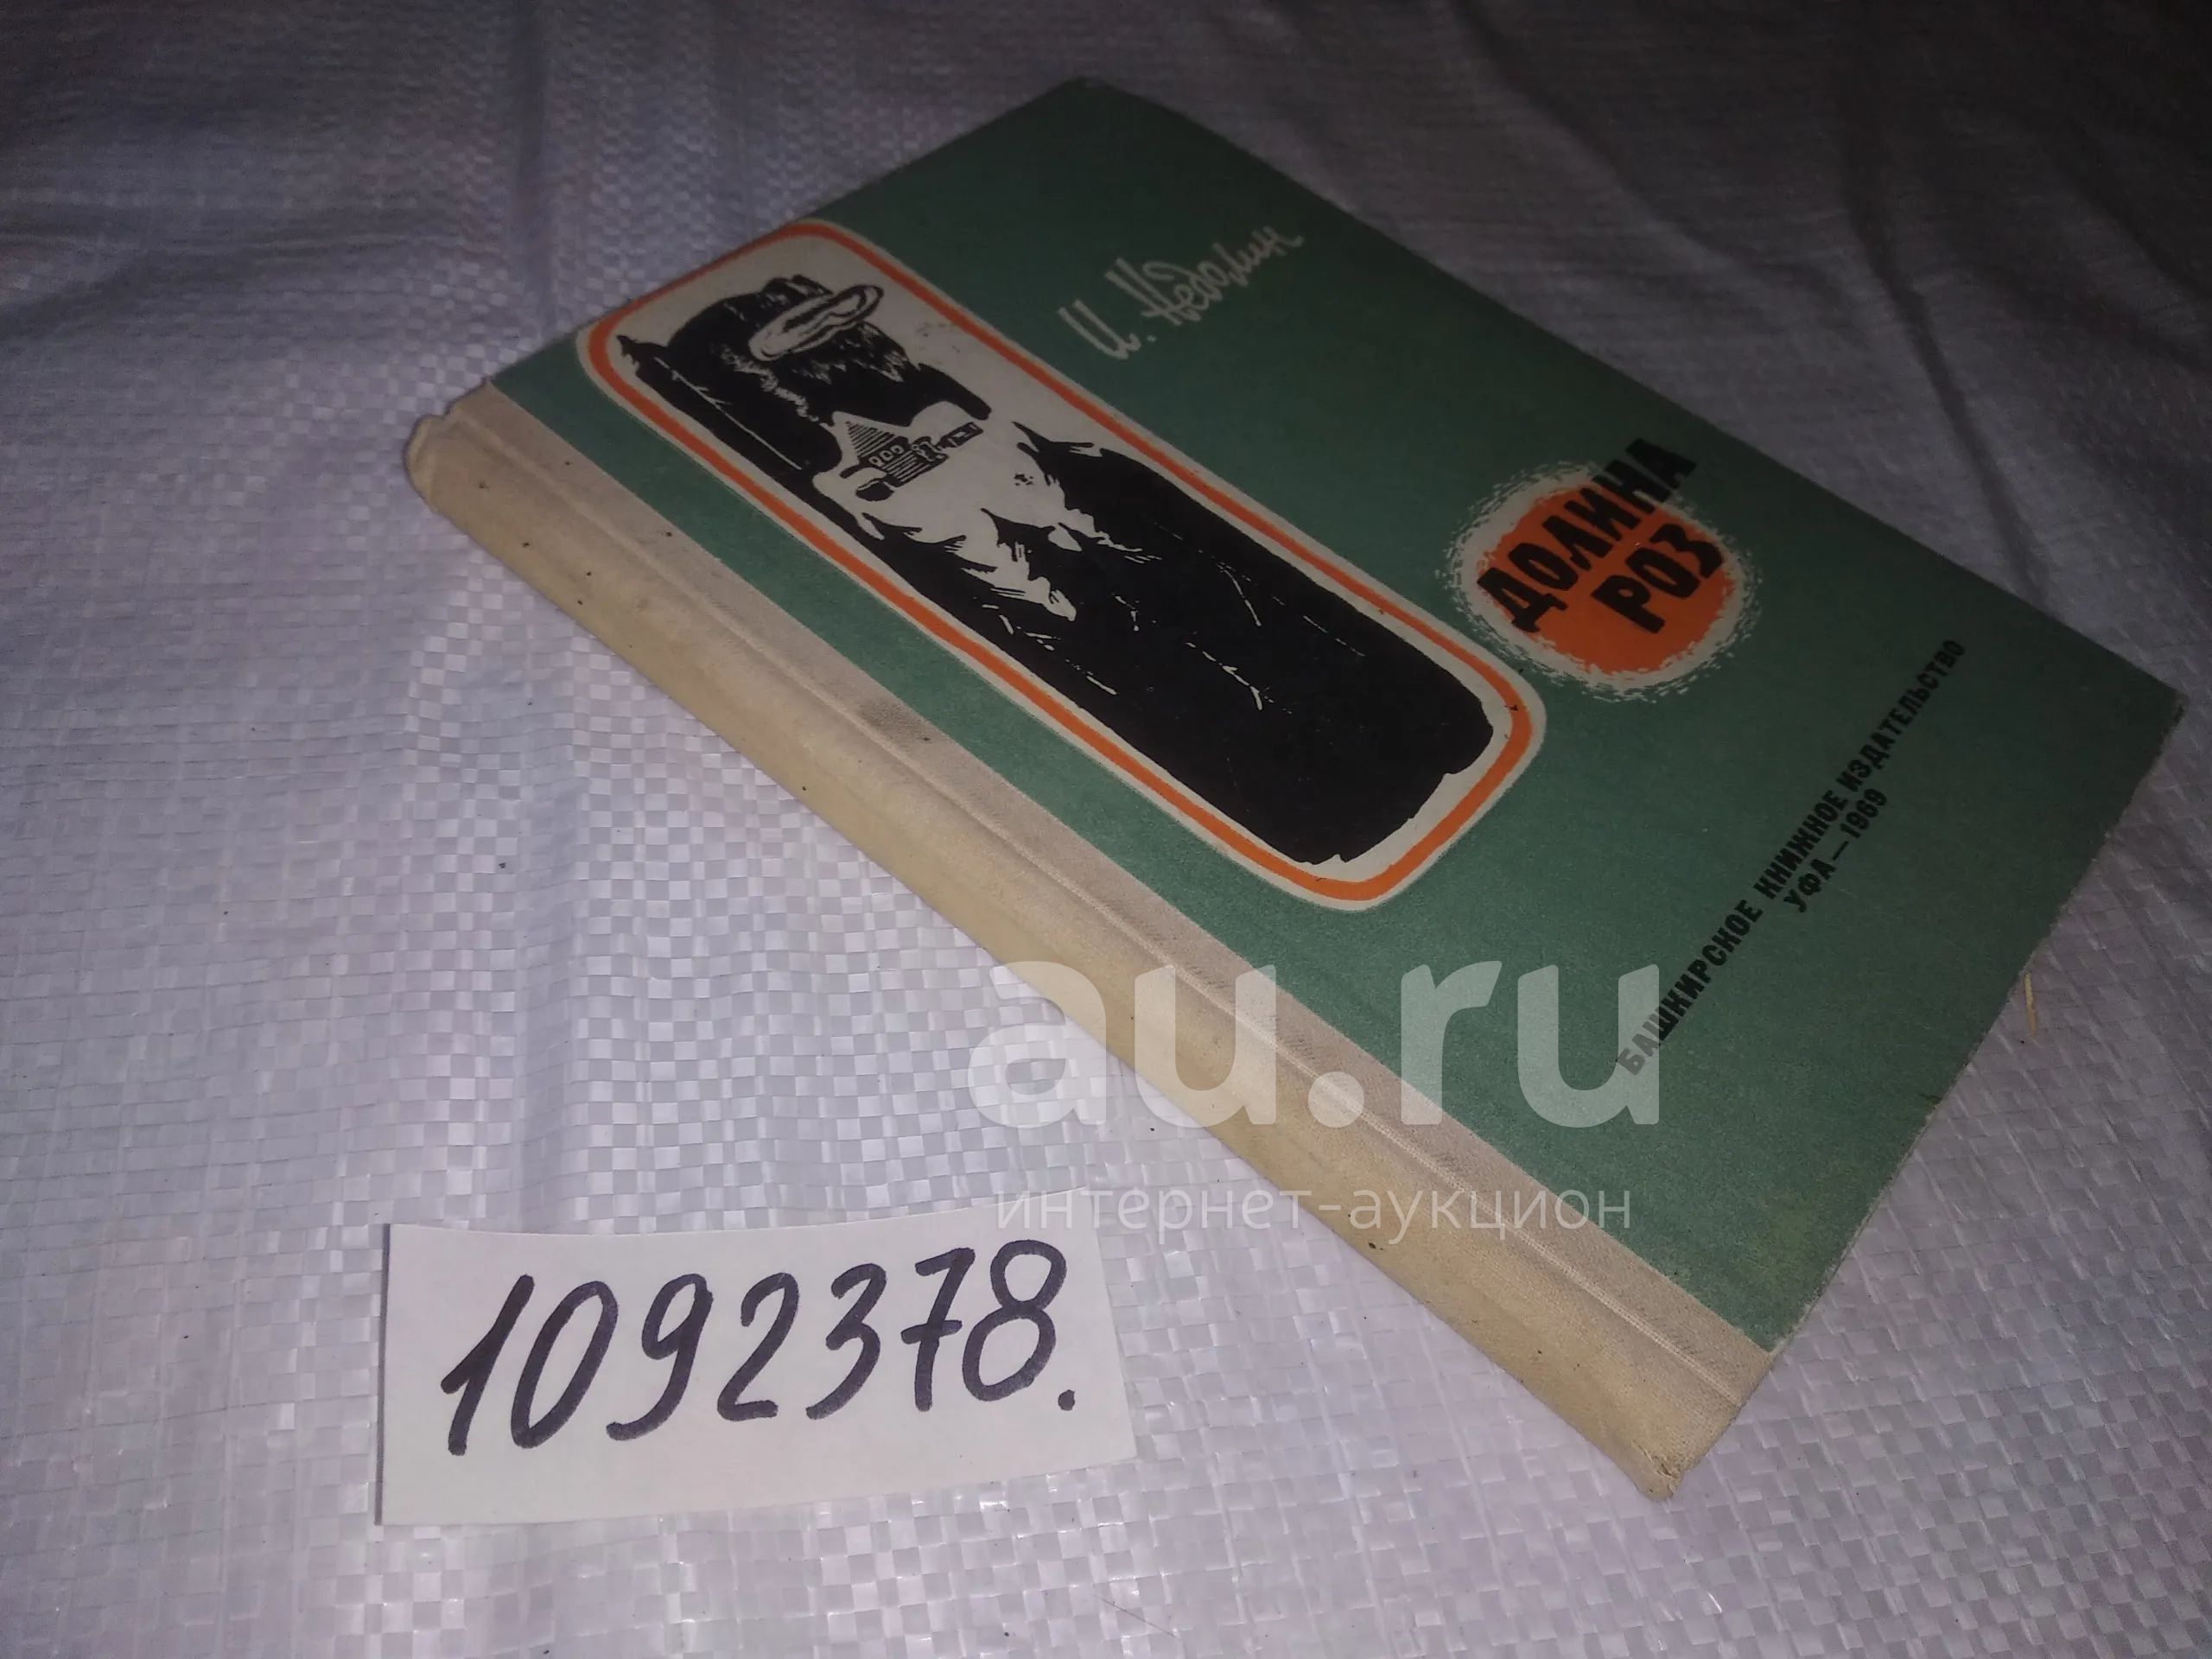 И. Недолин
ДОЛИНА
РОЗ
БАШКИРСКОЕ КНИЖНОЕ ИЗДАТЕЛЬСТВО
УФА — 1969
au.ru
интернет-аукцион
1092378.